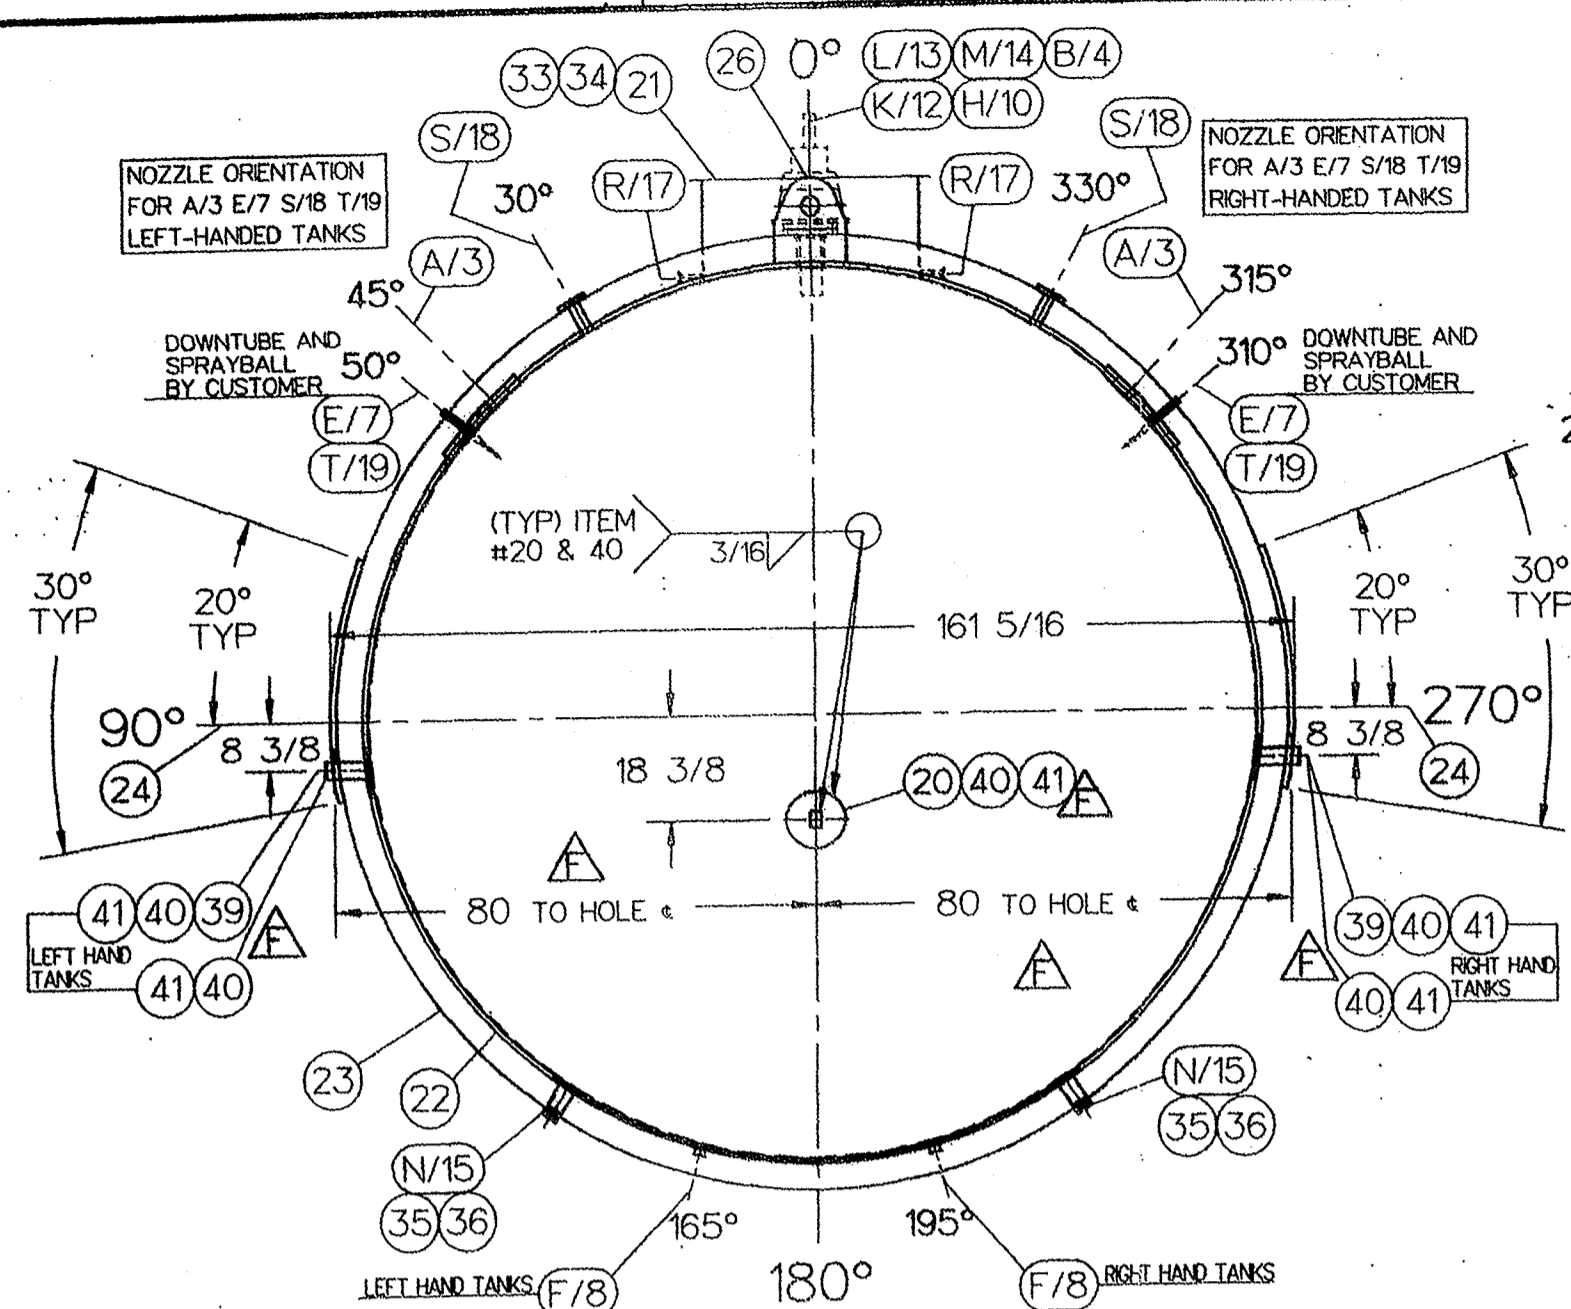 33 34 21
26
0°
L/13 M/14 B/4
K/12 H/10
S/18
S/18
NOZZLE ORIENTATION
FOR A/3 E/7 S/18 T/19
LEFT-HANDED TANKS
NOZZLE ORIENTATION
FOR A/3 E/7 S/18 T/19
RIGHT-HANDED TANKS
30°
R/17
R/17
330°
A/3
A/3
45°
315°
DOWNTUBE AND
SPRAYBALL
BY CUSTOMER
50°
310°
DOWNTUBE AND
SPRAYBALL
BY CUSTOMER
E/7
T/19
E/7
T/19
(TYP) ITEM
#20 & 40
3/16
30°
TYP
20°
TYP
161 5/16
20°
TYP
30°
TYP
90°
8 3/8
24
18 3/8
20 40 41 F
270°
8 3/8
24
F
80 TO HOLE ℄
80 TO HOLE ℄
41 40 39
F
LEFT HAND
TANKS
41 40
F
39 40 41
F
RIGHT HAND
TANKS
40 41
23
22
N/15
35 36
N/15
35 36
165°
195°
180°
LEFT HAND TANKS F/8
F/8 RIGHT HAND TANKS